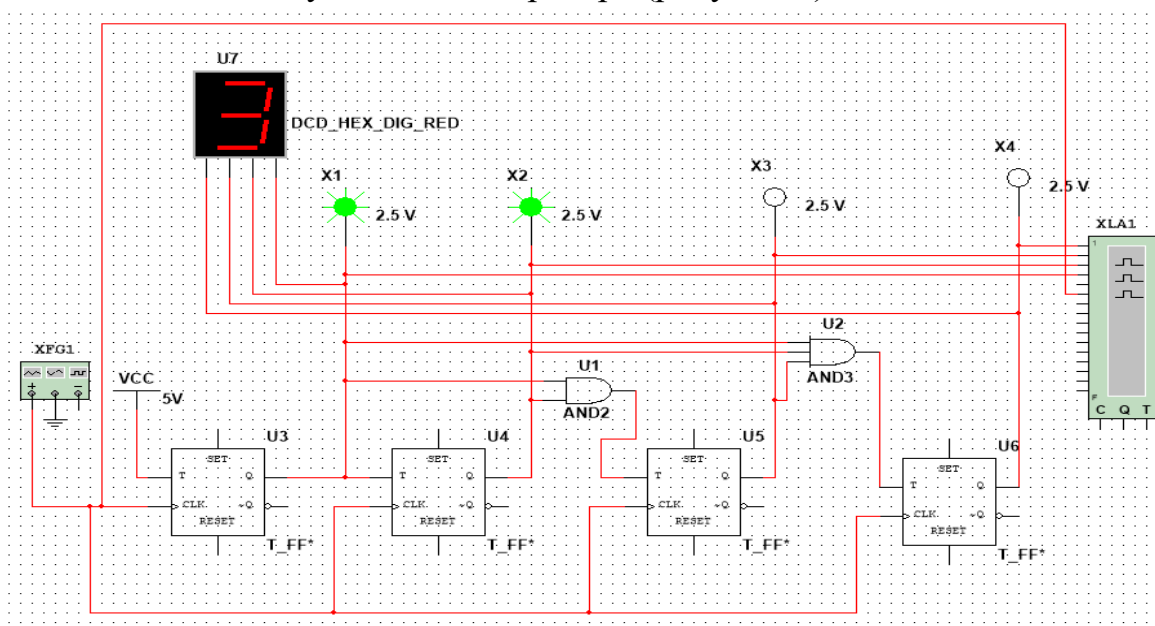 U7
DCD_HEX_DIG_RED
X1
2.5 V
X2
2.5 V
X3
2.5 V
X4
2.5 V
XLA1
1
F
C Q T
XFG1
+
−
VCC
5V
U1
AND2
U2
AND3
U3
SET
T Q
CLK ~Q
RESET
T_FF*
U4
SET
T Q
CLK ~Q
RESET
T_FF*
U5
SET
T Q
CLK ~Q
RESET
T_FF*
U6
SET
T Q
CLK ~Q
RESET
T_FF*
3